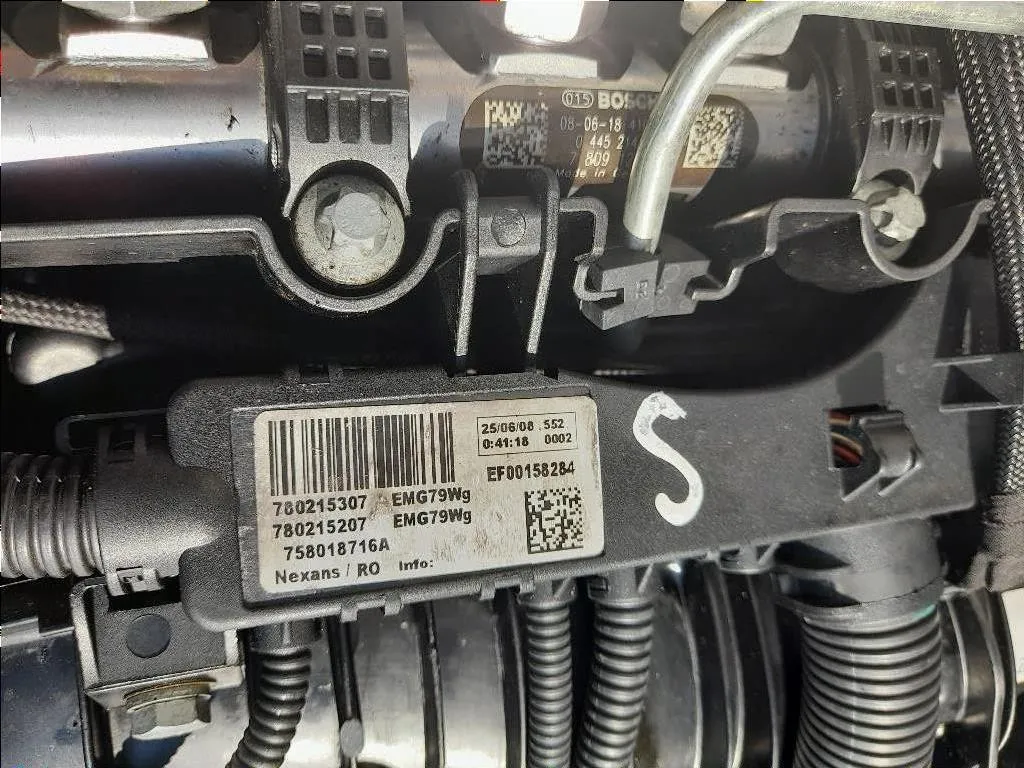 015 BOSCH
08-06-18
0 445 2
809
Made in
25/06/08 .552
0:41:18 0002
EF00158284
780215307 EMG79Wg
780215207 EMG79Wg
758018716A
Nexans / RO Info:
S